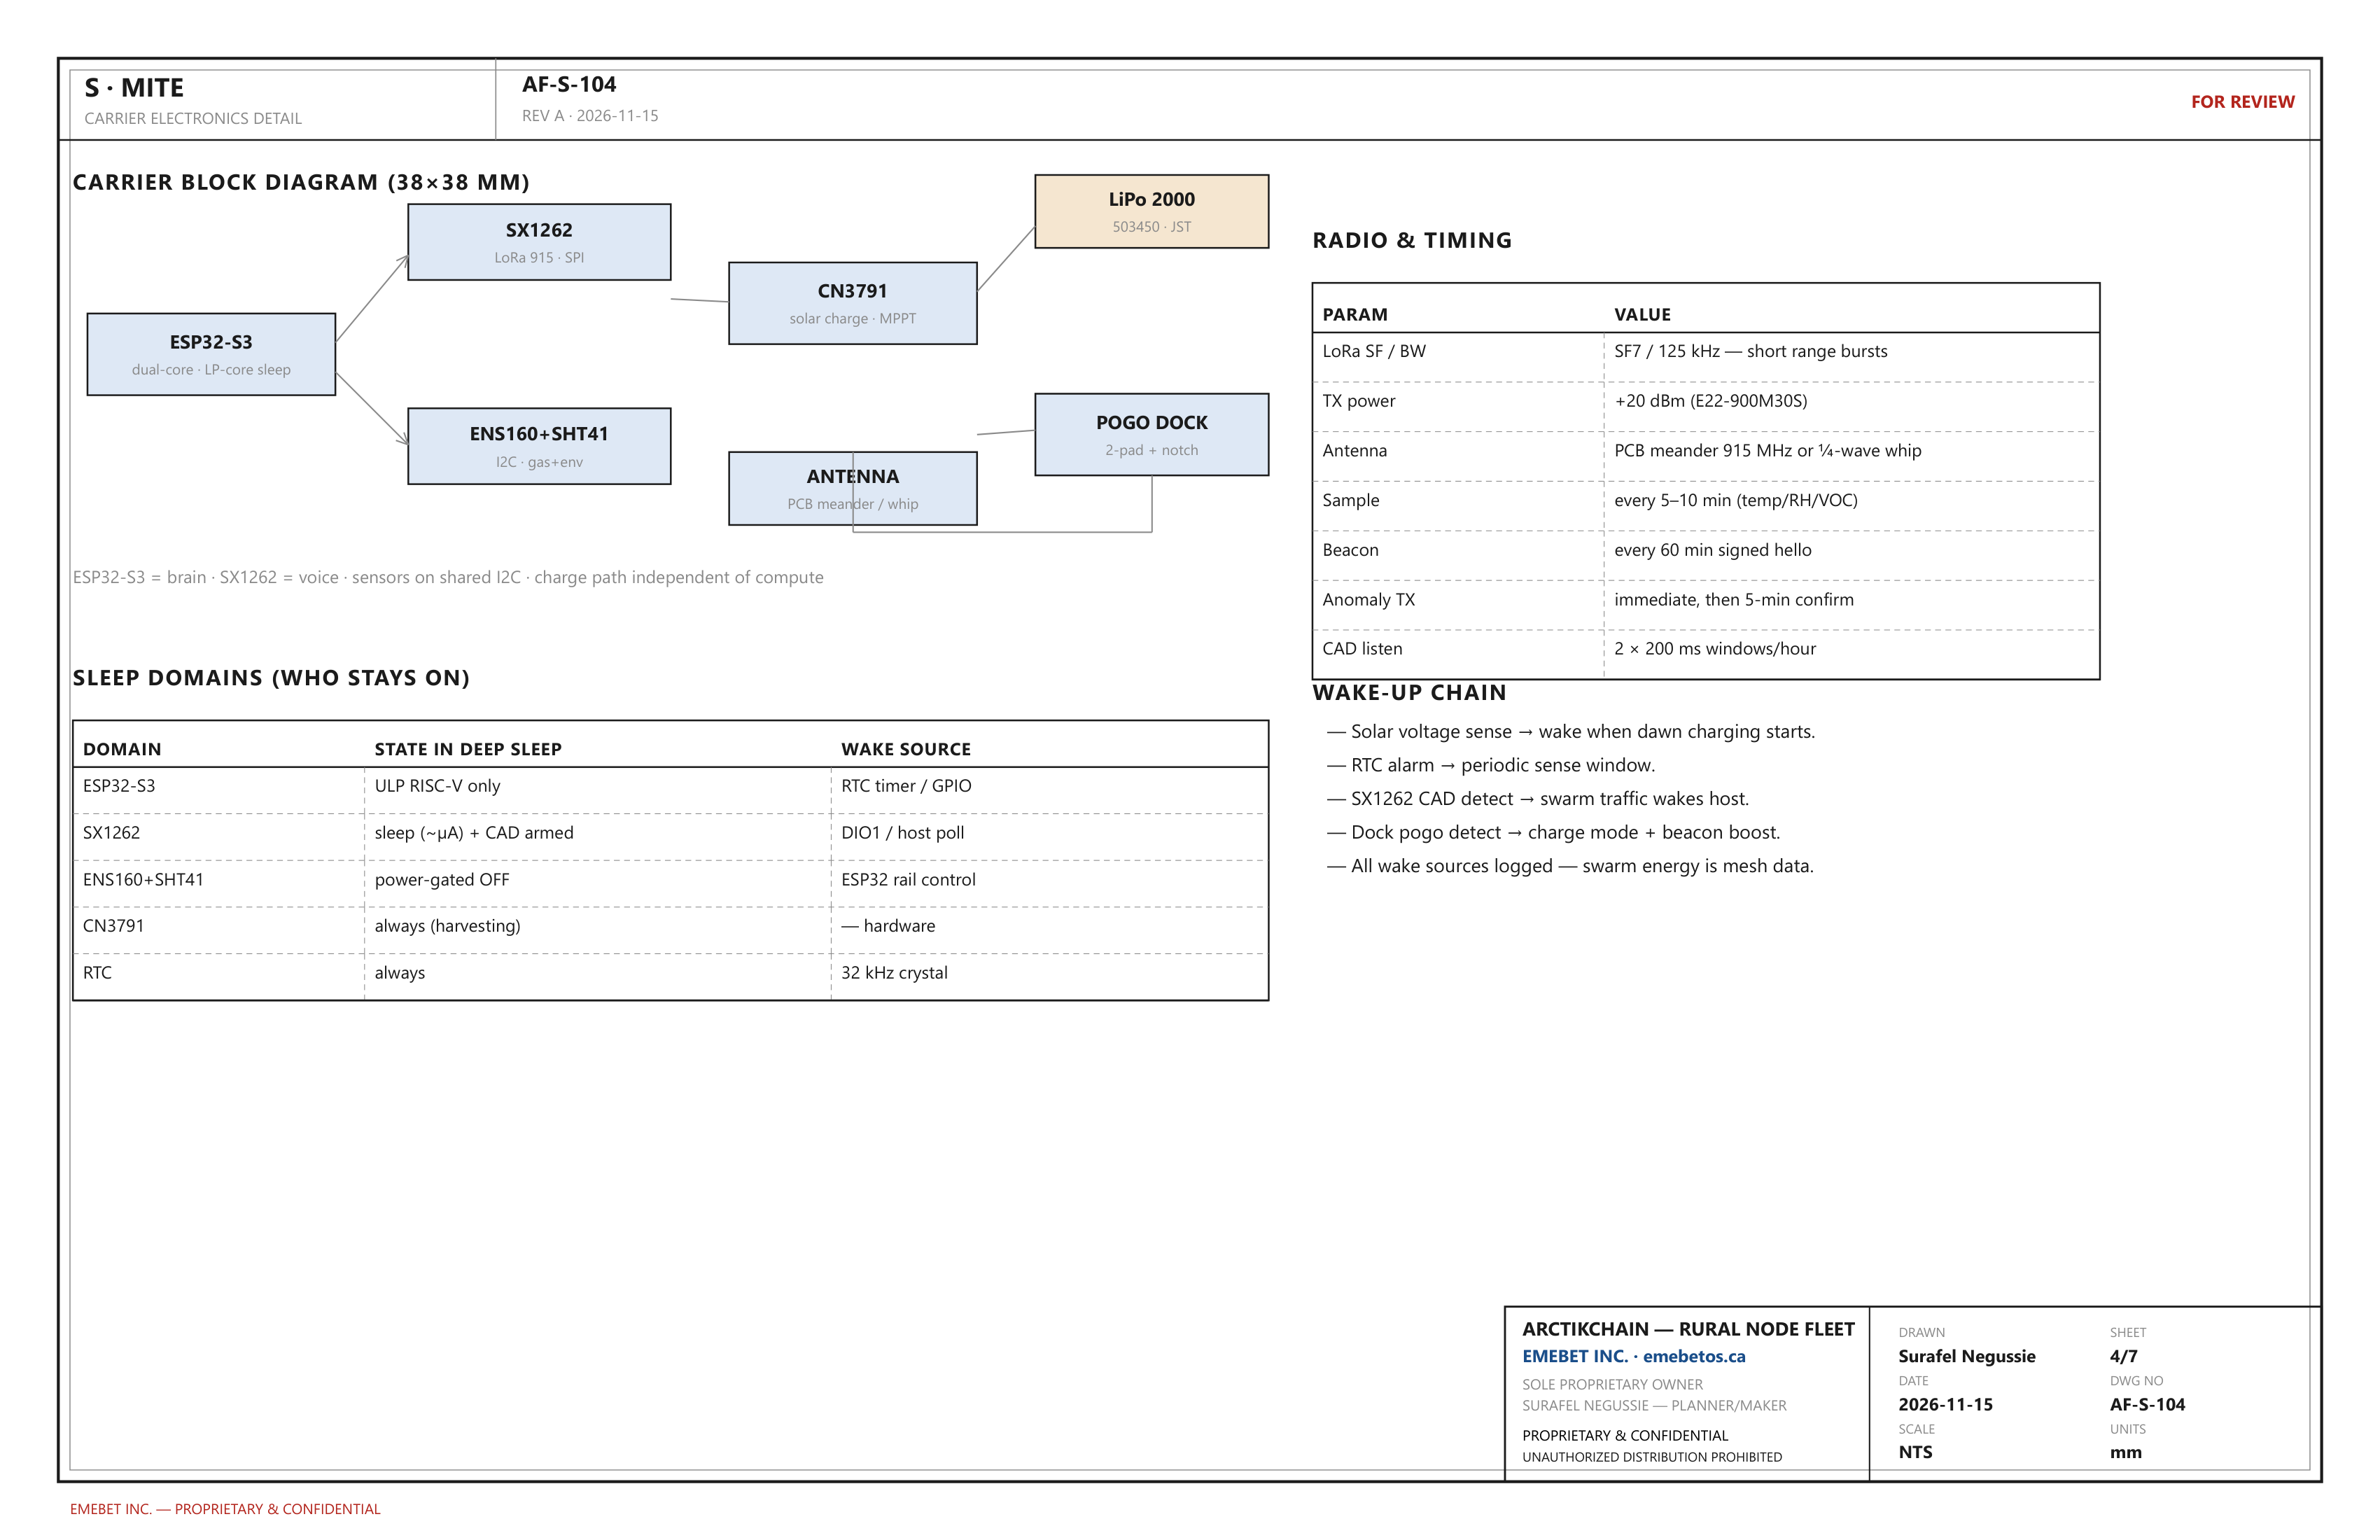 S · MITE
CARRIER ELECTRONICS DETAIL
AF-S-104
REV A · 2026-11-15
FOR REVIEW
CARRIER BLOCK DIAGRAM (38×38 MM)
LiPo 2000
503450 · JST
SX1262
LoRa 915 · SPI
CN3791
solar charge · MPPT
ESP32-S3
dual-core · LP-core sleep
ENS160+SHT41
I2C · gas+env
POGO DOCK
2-pad + notch
ANTENNA
PCB meander / whip
ESP32-S3 = brain · SX1262 = voice · sensors on shared I2C · charge path independent of compute
SLEEP DOMAINS (WHO STAYS ON)
DOMAIN STATE IN DEEP SLEEP WAKE SOURCE
ESP32-S3 ULP RISC-V only RTC timer / GPIO
SX1262 sleep (~µA) + CAD armed DIO1 / host poll
ENS160+SHT41 power-gated OFF ESP32 rail control
CN3791 always (harvesting) — hardware
RTC always 32 kHz crystal
RADIO & TIMING
PARAM VALUE
LoRa SF / BW SF7 / 125 kHz — short range bursts
TX power +20 dBm (E22-900M30S)
Antenna PCB meander 915 MHz or ¼-wave whip
Sample every 5–10 min (temp/RH/VOC)
Beacon every 60 min signed hello
Anomaly TX immediate, then 5-min confirm
CAD listen 2 × 200 ms windows/hour
WAKE-UP CHAIN
— Solar voltage sense → wake when dawn charging starts.
— RTC alarm → periodic sense window.
— SX1262 CAD detect → swarm traffic wakes host.
— Dock pogo detect → charge mode + beacon boost.
— All wake sources logged — swarm energy is mesh data.
ARCTIKCHAIN — RURAL NODE FLEET
EMEBET INC. · emebetos.ca
SOLE PROPRIETARY OWNER
SURAFEL NEGUSSIE — PLANNER/MAKER
PROPRIETARY & CONFIDENTIAL
UNAUTHORIZED DISTRIBUTION PROHIBITED
DRAWN SHEET
Surafel Negussie 4/7
DATE DWG NO
2026-11-15 AF-S-104
SCALE UNITS
NTS mm
EMEBET INC. — PROPRIETARY & CONFIDENTIAL